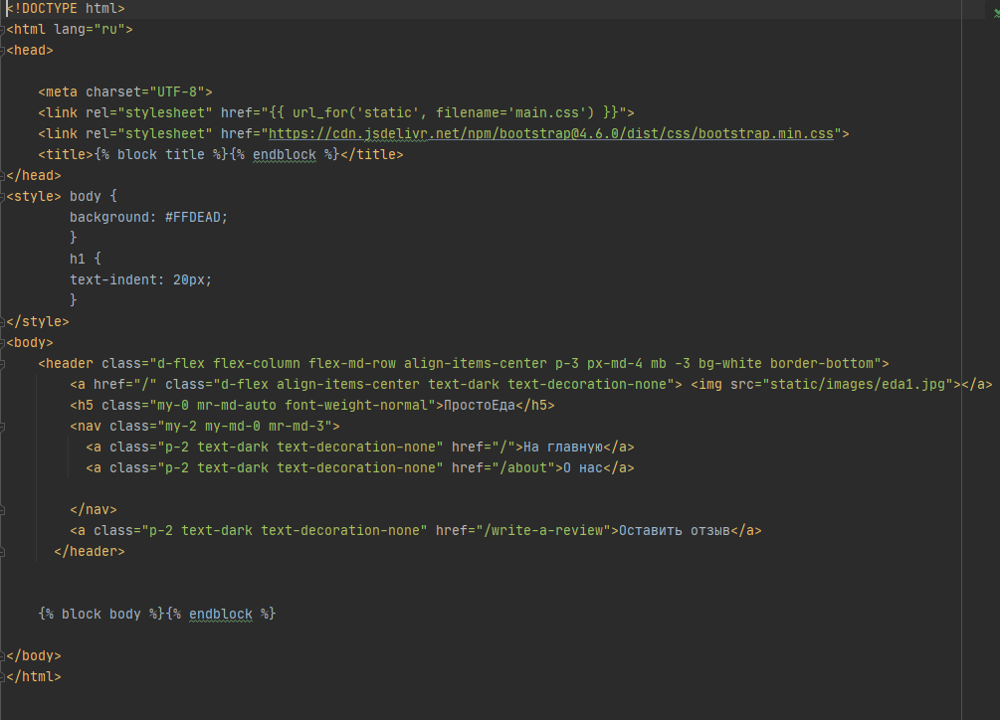 <!DOCTYPE html>
<html lang="ru">
<head>
<meta charset="UTF-8">
<link rel="stylesheet" href="{{ url_for('static', filename='main.css') }}">
<link rel="stylesheet" href="https://cdn.jsdelivr.net/npm/bootstrap@4.6.0/dist/css/bootstrap.min.css">
<title>{% block title %}{% endblock %}</title>
</head>
<style> body {
background: #FFDEAD;
}
h1 {
text-indent: 20px;
}
</style>
<body>
<header class="d-flex flex-column flex-md-row align-items-center p-3 px-md-4 mb -3 bg-white border-bottom">
<a href="/" class="d-flex align-items-center text-dark text-decoration-none"> <img src="static/images/eda1.jpg"></a>
<h5 class="my-0 mr-md-auto font-weight-normal">ПростоЕда</h5>
<nav class="my-2 my-md-0 mr-md-3">
<a class="p-2 text-dark text-decoration-none" href="/">На главную</a>
<a class="p-2 text-dark text-decoration-none" href="/about">О нас</a>
</nav>
<a class="p-2 text-dark text-decoration-none" href="/write-a-review">Оставить отзыв</a>
</header>
{% block body %}{% endblock %}
</body>
</html>